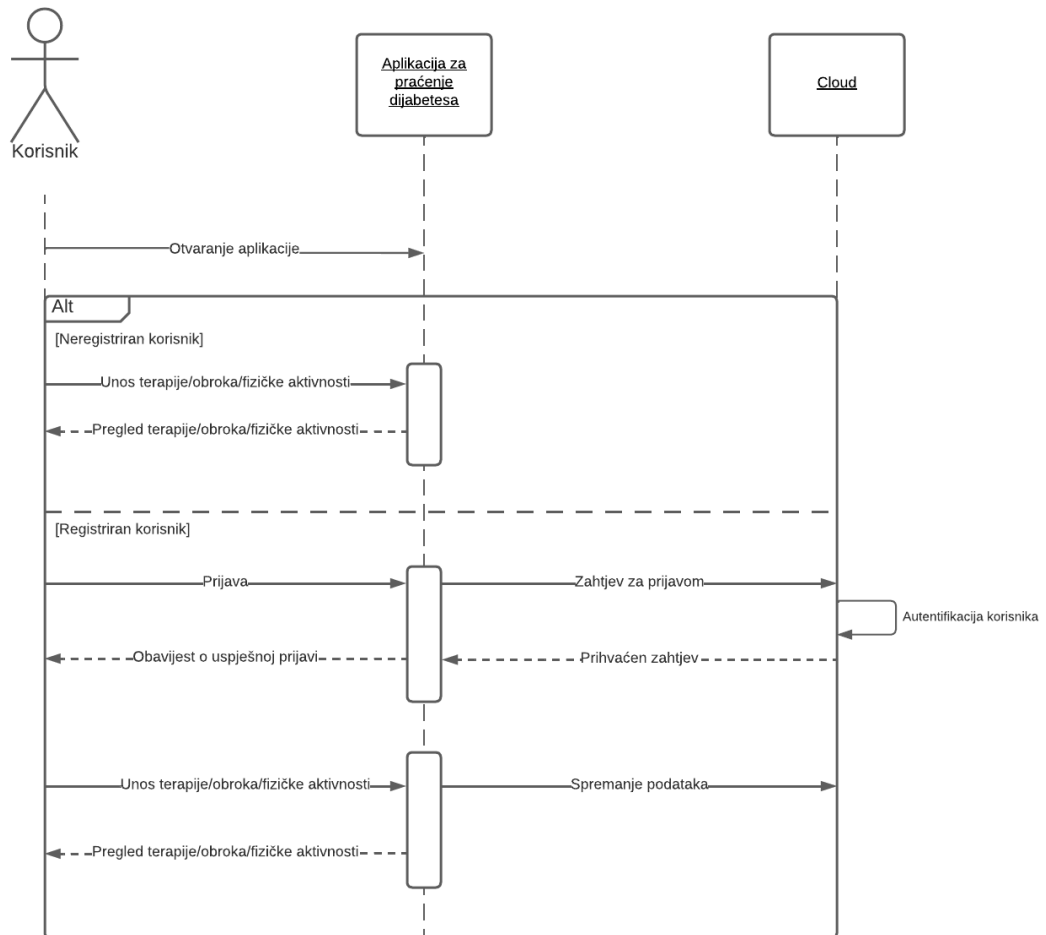 Aplikacija za
praćenje
dijabetesa
Cloud
Korisnik
Otvaranje aplikacije
Alt
[Neregistriran korisnik]
Unos terapije/obroka/fizičke aktivnosti
Pregled terapije/obroka/fizičke aktivnosti
[Registriran korisnik]
Prijava
Zahtjev za prijavom
Autentifikacija korisnika
Obavijest o uspješnoj prijavi
Prihvaćen zahtjev
Unos terapije/obroka/fizičke aktivnosti
Spremanje podataka
Pregled terapije/obroka/fizičke aktivnosti